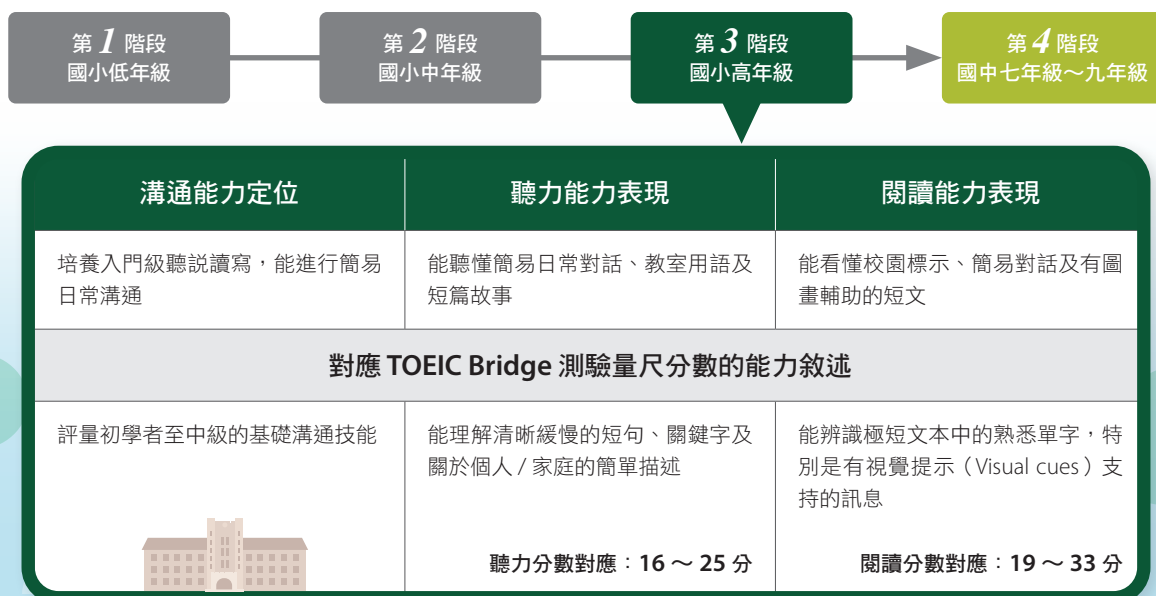 第 1 階段
國小低年級
第 2 階段
國小中年級
第 3 階段
國小高年級
第 4 階段
國中七年級～九年級
溝通能力定位
聽力能力表現
閱讀能力表現
培養入門級聽説讀寫，能進行簡易
日常溝通
能聽懂簡易日常對話、教室用語及
短篇故事
能看懂校園標示、簡易對話及有圖
畫輔助的短文
對應 TOEIC Bridge 測驗量尺分數的能力敘述
評量初學者至中級的基礎溝通技能
能理解清晰緩慢的短句、關鍵字及
關於個人 / 家庭的簡單描述
聽力分數對應：16 ～ 25 分
能辨識極短文本中的熟悉單字，特
別是有視覺提示（Visual cues）支
持的訊息
閱讀分數對應：19 ～ 33 分